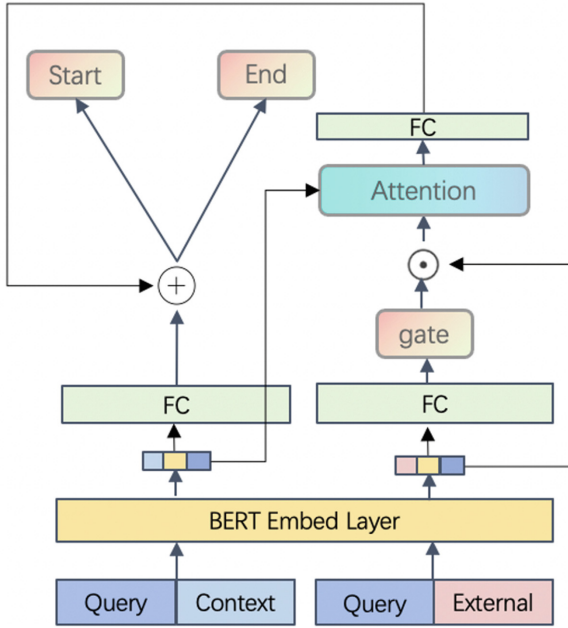 Start
End
FC
Attention
gate
FC
FC
BERT Embed Layer
Query
Context
Query
External